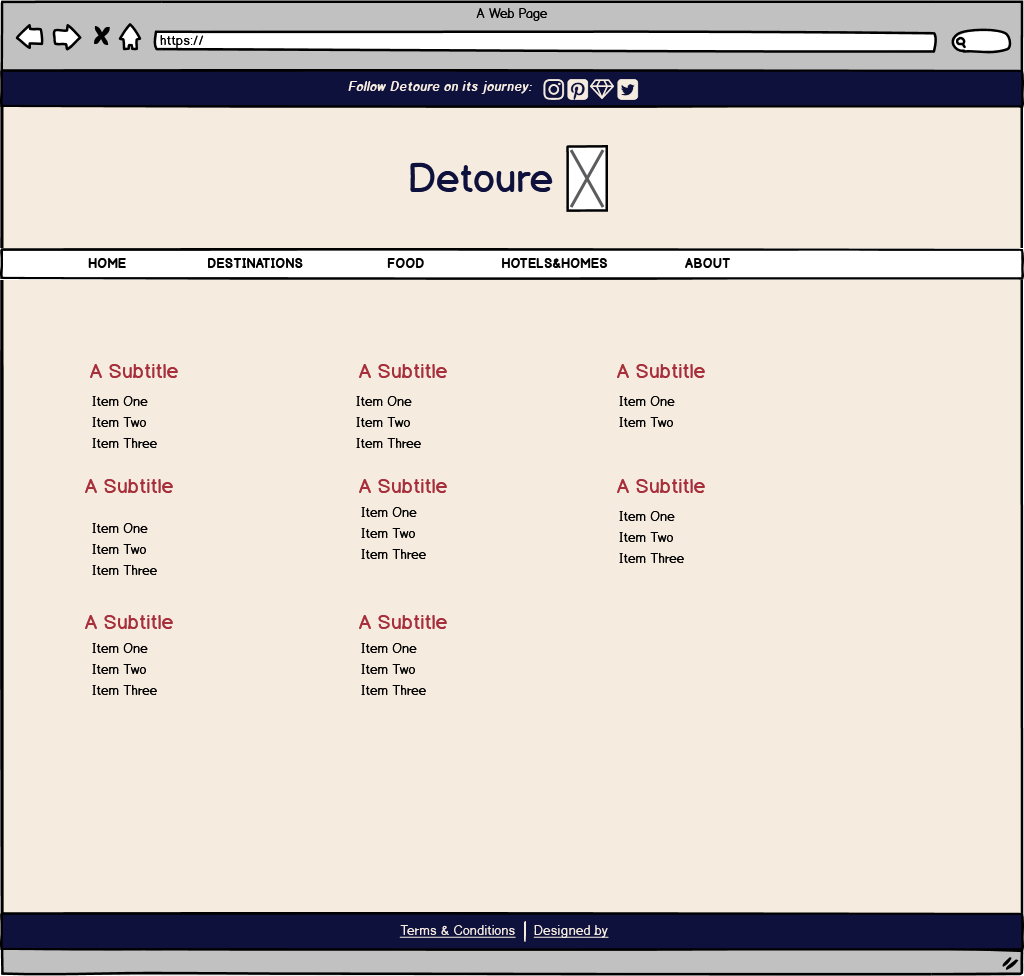 A Web Page
https://
Follow Detoure on its journey:
Detoure
HOME DESTINATIONS FOOD HOTELS&HOMES ABOUT
A Subtitle
Item One
Item Two
Item Three
A Subtitle
Item One
Item Two
Item Three
A Subtitle
Item One
Item Two
A Subtitle
Item One
Item Two
Item Three
A Subtitle
Item One
Item Two
Item Three
A Subtitle
Item One
Item Two
Item Three
A Subtitle
Item One
Item Two
Item Three
A Subtitle
Item One
Item Two
Item Three
Terms & Conditions | Designed by